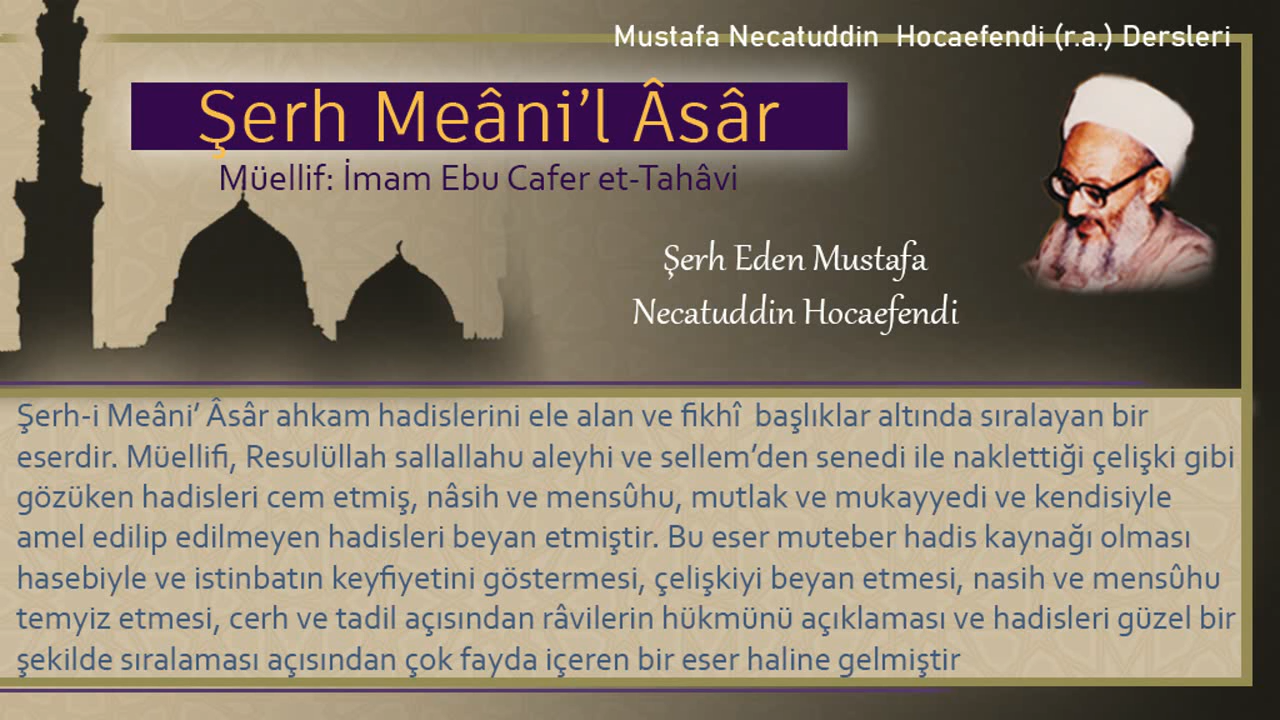 Mustafa Necatuddin Hocaefendi (r.a.) Dersleri
Şerh Meâni’l Âsâr
Müellif: İmam Ebu Cafer et-Tahâvi
Şerh Eden Mustafa
Necatuddin Hocaefendi
Şerh-i Meâni’ Âsâr ahkam hadislerini ele alan ve fikhî başlıklar altında sıralayan bir
eserdir. Müellifi, Resulüllah sallallahu aleyhi ve sellem’den senedi ile naklettiği çelişki gibi
gözüken hadisleri cem etmiş, nâsih ve mensûhu, mutlak ve mukayyedi ve kendisiyle
amel edilip edilmeyen hadisleri beyan etmiştir. Bu eser muteber hadis kaynağı olması
hasebiyle ve istinbatın keyfiyetini göstermesi, çelişkiyi beyan etmesi, nasih ve mensûhu
temyiz etmesi, cerh ve tadil açısından râvilerin hükmünü açıklaması ve hadisleri güzel bir
şekilde sıralaması açısından çok fayda içeren bir eser haline gelmiştir